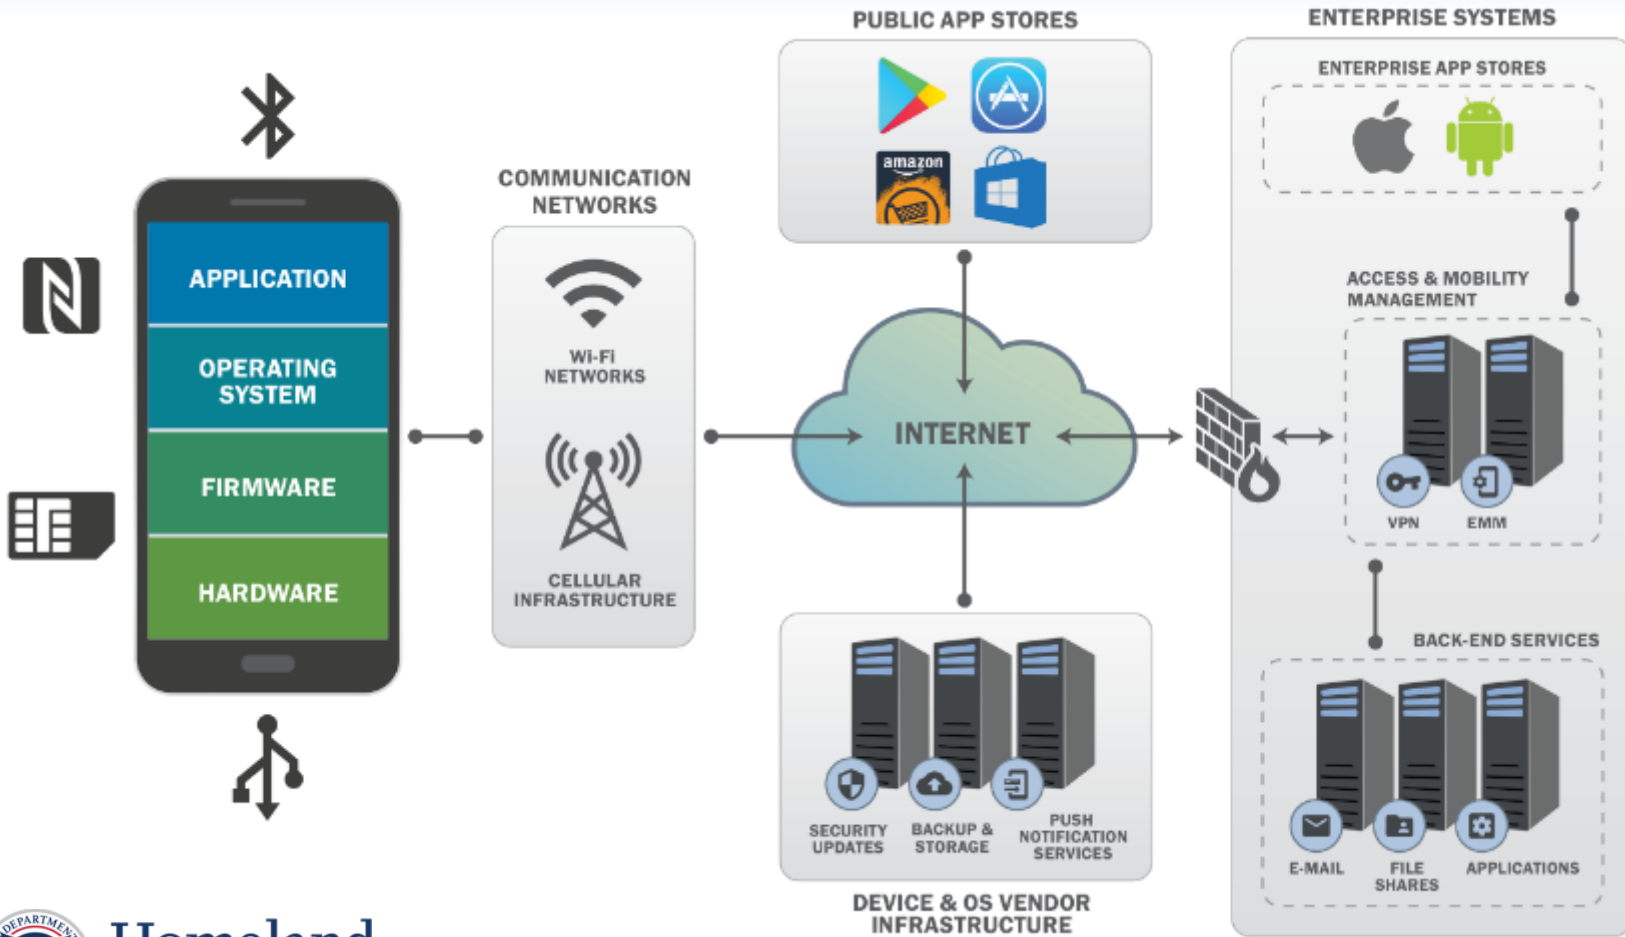 PUBLIC APP STORES
amazon
ENTERPRISE SYSTEMS
ENTERPRISE APP STORES
COMMUNICATION
NETWORKS
Wi-Fi
NETWORKS
CELLULAR
INFRASTRUCTURE
APPLICATION
OPERATING
SYSTEM
FIRMWARE
HARDWARE
INTERNET
ACCESS & MOBILITY
MANAGEMENT
VPN
EMM
BACK-END SERVICES
E-MAIL
FILE
SHARES
APPLICATIONS
SECURITY
UPDATES
BACKUP &
STORAGE
PUSH
NOTIFICATION
SERVICES
DEVICE & OS VENDOR
INFRASTRUCTURE
DEPARTMEN
Homeland